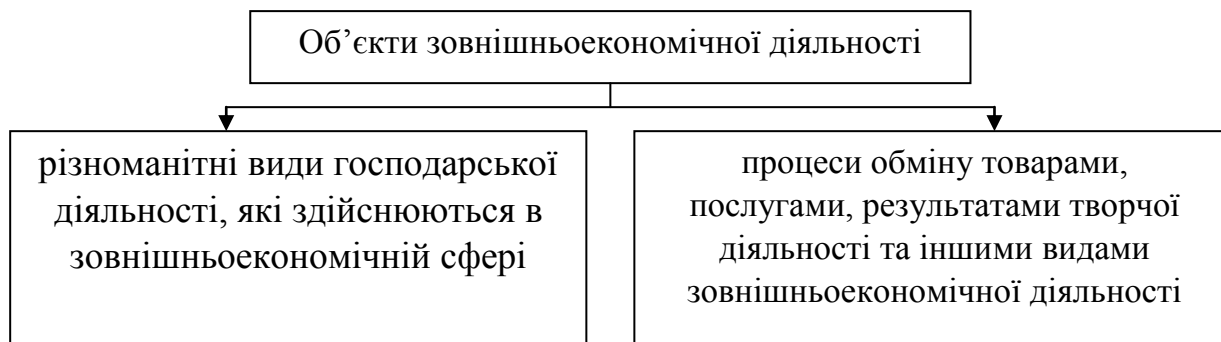 Об’єкти зовнішньоекономічної діяльності
різноманітні види господарської
діяльності, які здійснюються в
зовнішньоекономічній сфері
процеси обміну товарами,
послугами, результатами творчої
діяльності та іншими видами
зовнішньоекономічної діяльності